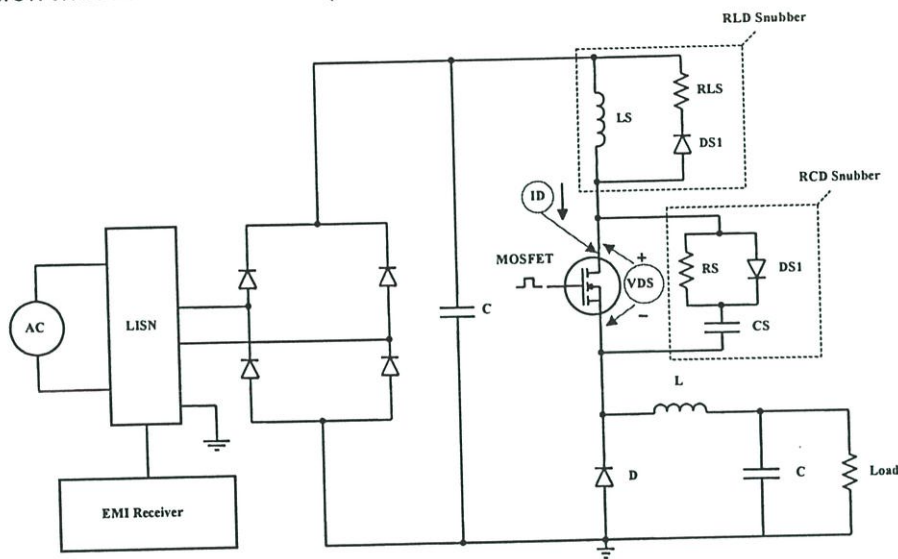 RLD Snubber
RLS
LS
DS1
RCD Snubber
ID
MOSFET
+
VDS
−
RS
DS1
CS
AC
LISN
C
L
D
C
Load
EMI Receiver